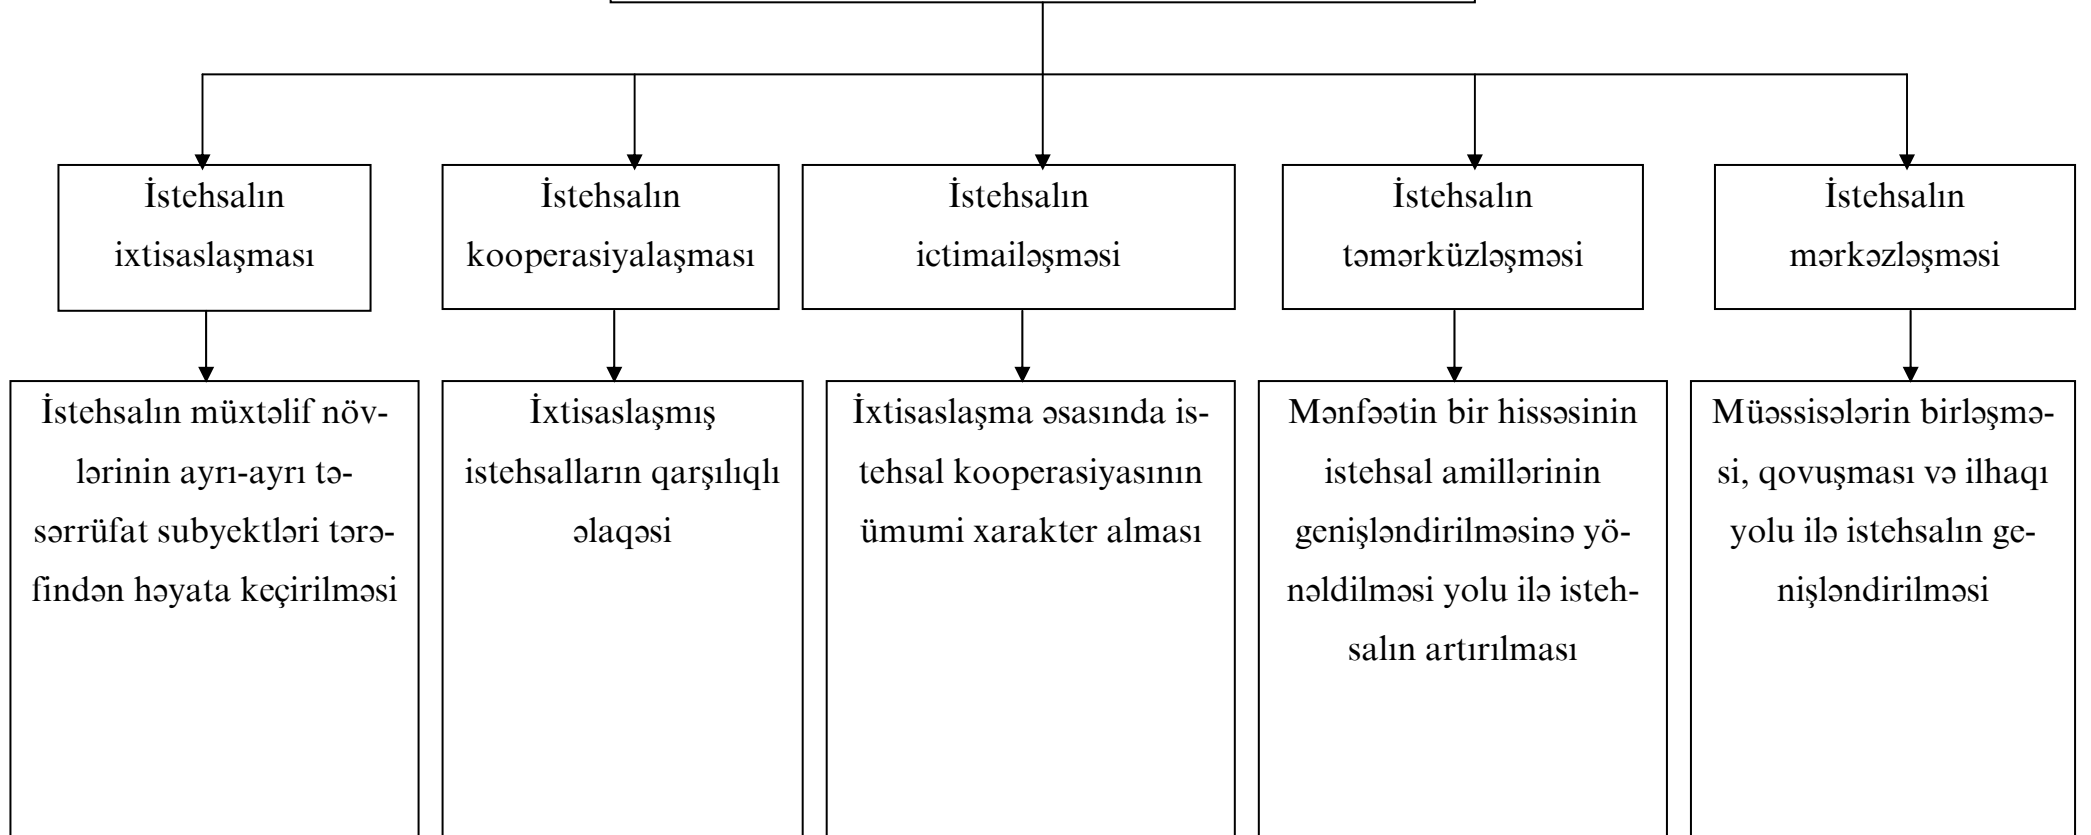 İstehsalın
ixtisaslaşması
İstehsalın
kooperasiyalaşması
İstehsalın
ictimailəşməsi
İstehsalın
təmərküzləşməsi
İstehsalın
mərkəzləşməsi
İstehsalın müxtəlif növ-
lərinin ayrı-ayrı tə-
sərrüfat subyektləri tərə-
findən həyata keçirilməsi
İxtisaslaşmış
istehsalların qarşılıqlı
əlaqəsi
İxtisaslaşma əsasında is-
tehsal kooperasiyasının
ümumi xarakter alması
Mənfəətin bir hissəsinin
istehsal amillərinin
genişləndirilməsinə yö-
nəldilməsi yolu ilə isteh-
salın artırılması
Müəssisələrin birləşmə-
si, qovuşması və ilhaqı
yolu ilə istehsalın ge-
nişləndirilməsi